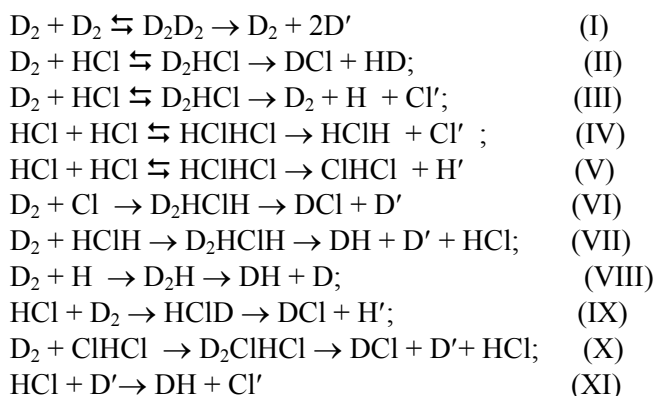 D₂ + D₂ ⇆ D₂D₂ → D₂ + 2D′ (I)
D₂ + HCl ⇆ D₂HCl → DCl + HD; (II)
D₂ + HCl ⇆ D₂HCl → D₂ + H + Cl′; (III)
HCl + HCl ⇆ HClHCl → HClH + Cl′ ; (IV)
HCl + HCl ⇆ HClHCl → ClHCl + H′ (V)
D₂ + Cl → D₂HClH → DCl + D′ (VI)
D₂ + HClH → D₂HClH → DH + D′ + HCl; (VII)
D₂ + H → D₂H → DH + D; (VIII)
HCl + D₂ → HClD → DCl + H′; (IX)
D₂ + ClHCl → D₂ClHCl → DCl + D′+ HCl; (X)
HCl + D′→ DH + Cl′ (XI)